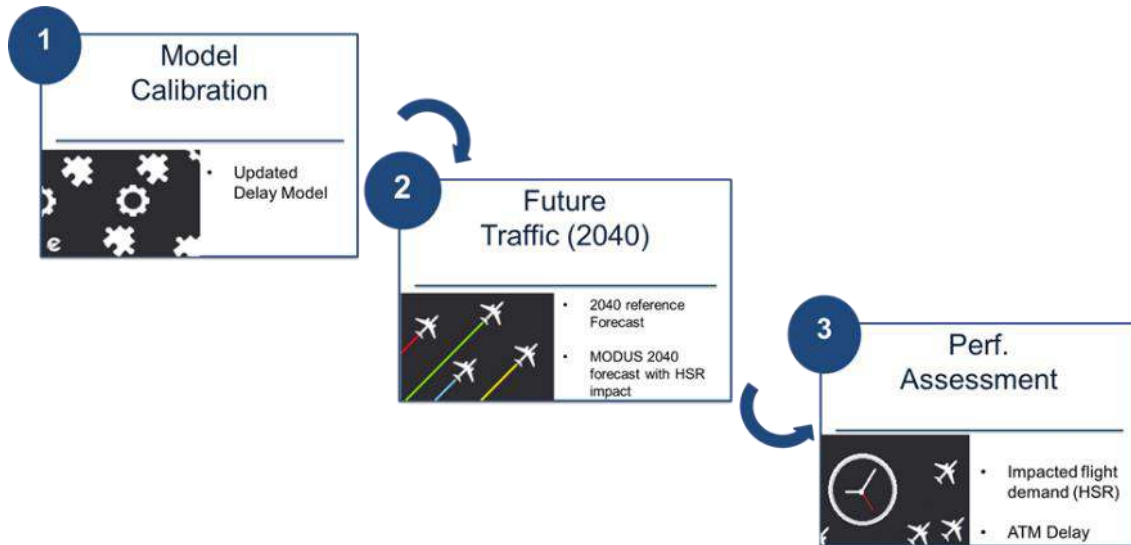 1
Model
Calibration
• Updated
Delay Model
e
2
Future
Traffic (2040)
• 2040 reference
Forecast
• MODUS 2040
forecast with HSR
impact
3
Perf.
Assessment
• Impacted flight
demand (HSR)
• ATM Delay